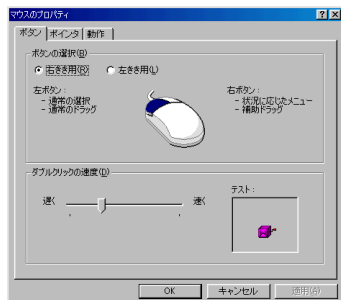 マウスのプロパティ
ボタン ポインタ 動作
ボタンの選択(B)
右きき用(R) 左きき用(L)
左ボタン：
- 通常の選択
- 通常のドラッグ
右ボタン：
- 状況に応じたメニュー
- 補助ドラッグ
ダブルクリックの速度(D)
遅く 速く
テスト：
OK キャンセル 適用(A)